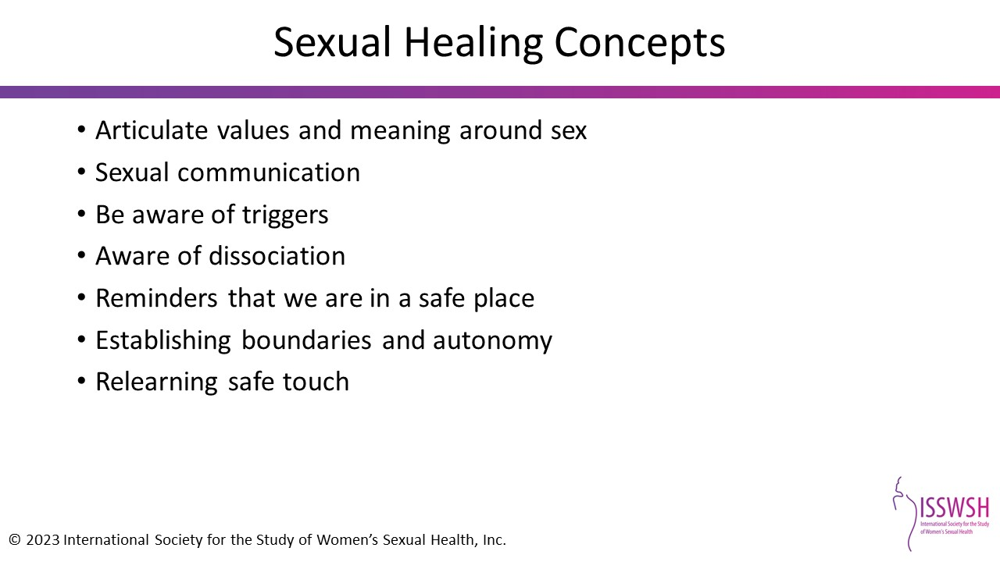 Sexual Healing Concepts
• Articulate values and meaning around sex
• Sexual communication
• Be aware of triggers
• Aware of dissociation
• Reminders that we are in a safe place
• Establishing boundaries and autonomy
• Relearning safe touch
ISSWSH
International Society for the Study
of Women's Sexual Health
© 2023 International Society for the Study of Women’s Sexual Health, Inc.